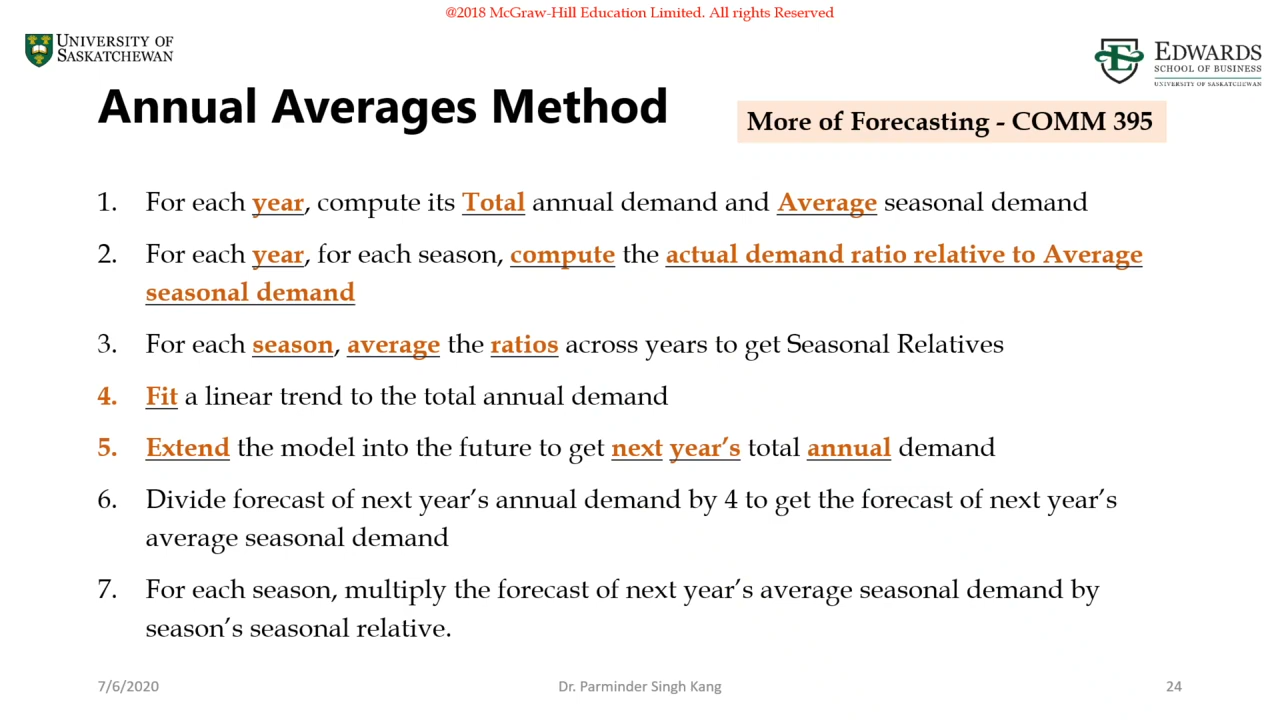 @2018 McGraw-Hill Education Limited. All rights Reserved
UNIVERSITY OF
SASKATCHEWAN
EDWARDS
SCHOOL OF BUSINESS
UNIVERSITY OF SASKATCHEWAN
Annual Averages Method
More of Forecasting - COMM 395
1. For each year, compute its Total annual demand and Average seasonal demand
2. For each year, for each season, compute the actual demand ratio relative to Average
seasonal demand
3. For each season, average the ratios across years to get Seasonal Relatives
4. Fit a linear trend to the total annual demand
5. Extend the model into the future to get next year's total annual demand
6. Divide forecast of next year's annual demand by 4 to get the forecast of next year's
average seasonal demand
7. For each season, multiply the forecast of next year's average seasonal demand by
season's seasonal relative.
7/6/2020
Dr. Parminder Singh Kang
24